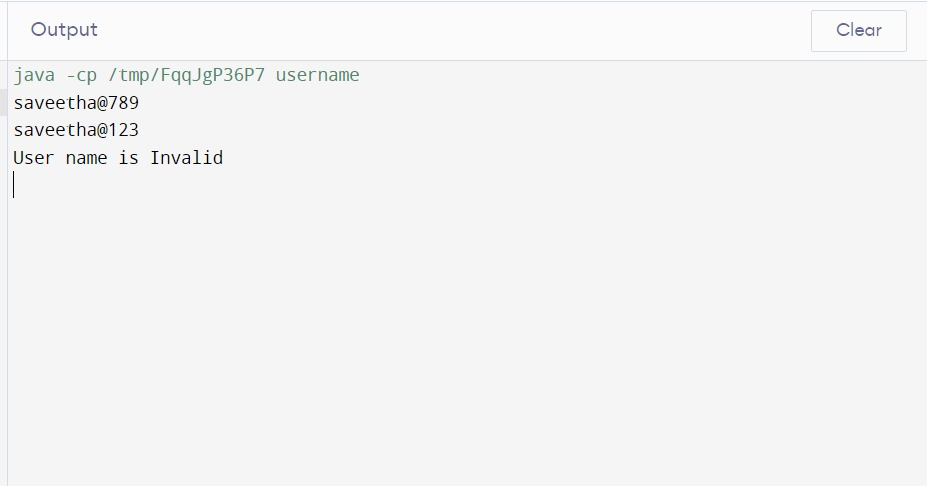 Output
Clear
java -cp /tmp/FqqJgP36P7 username
saveetha@789
saveetha@123
User name is Invalid